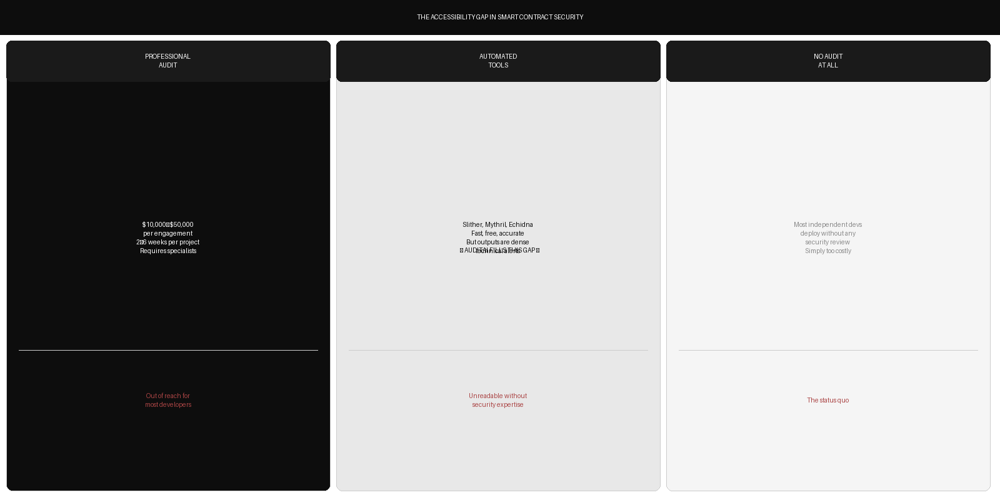 THE ACCESSIBILITY GAP IN SMART CONTRACT SECURITY
PROFESSIONAL
AUDIT
$10,000☒$50,000
per engagement
2☒6 weeks per project
Requires specialists
Out of reach for
most developers
AUTOMATED
TOOLS
Slither, Mythril, Echidna
Fast, free, accurate
But outputs are dense
technical alerts
☒ AUDITAI FILLS THIS GAP ☒
Unreadable without
security expertise
NO AUDIT
AT ALL
Most independent devs
deploy without any
security review
Simply too costly
The status quo